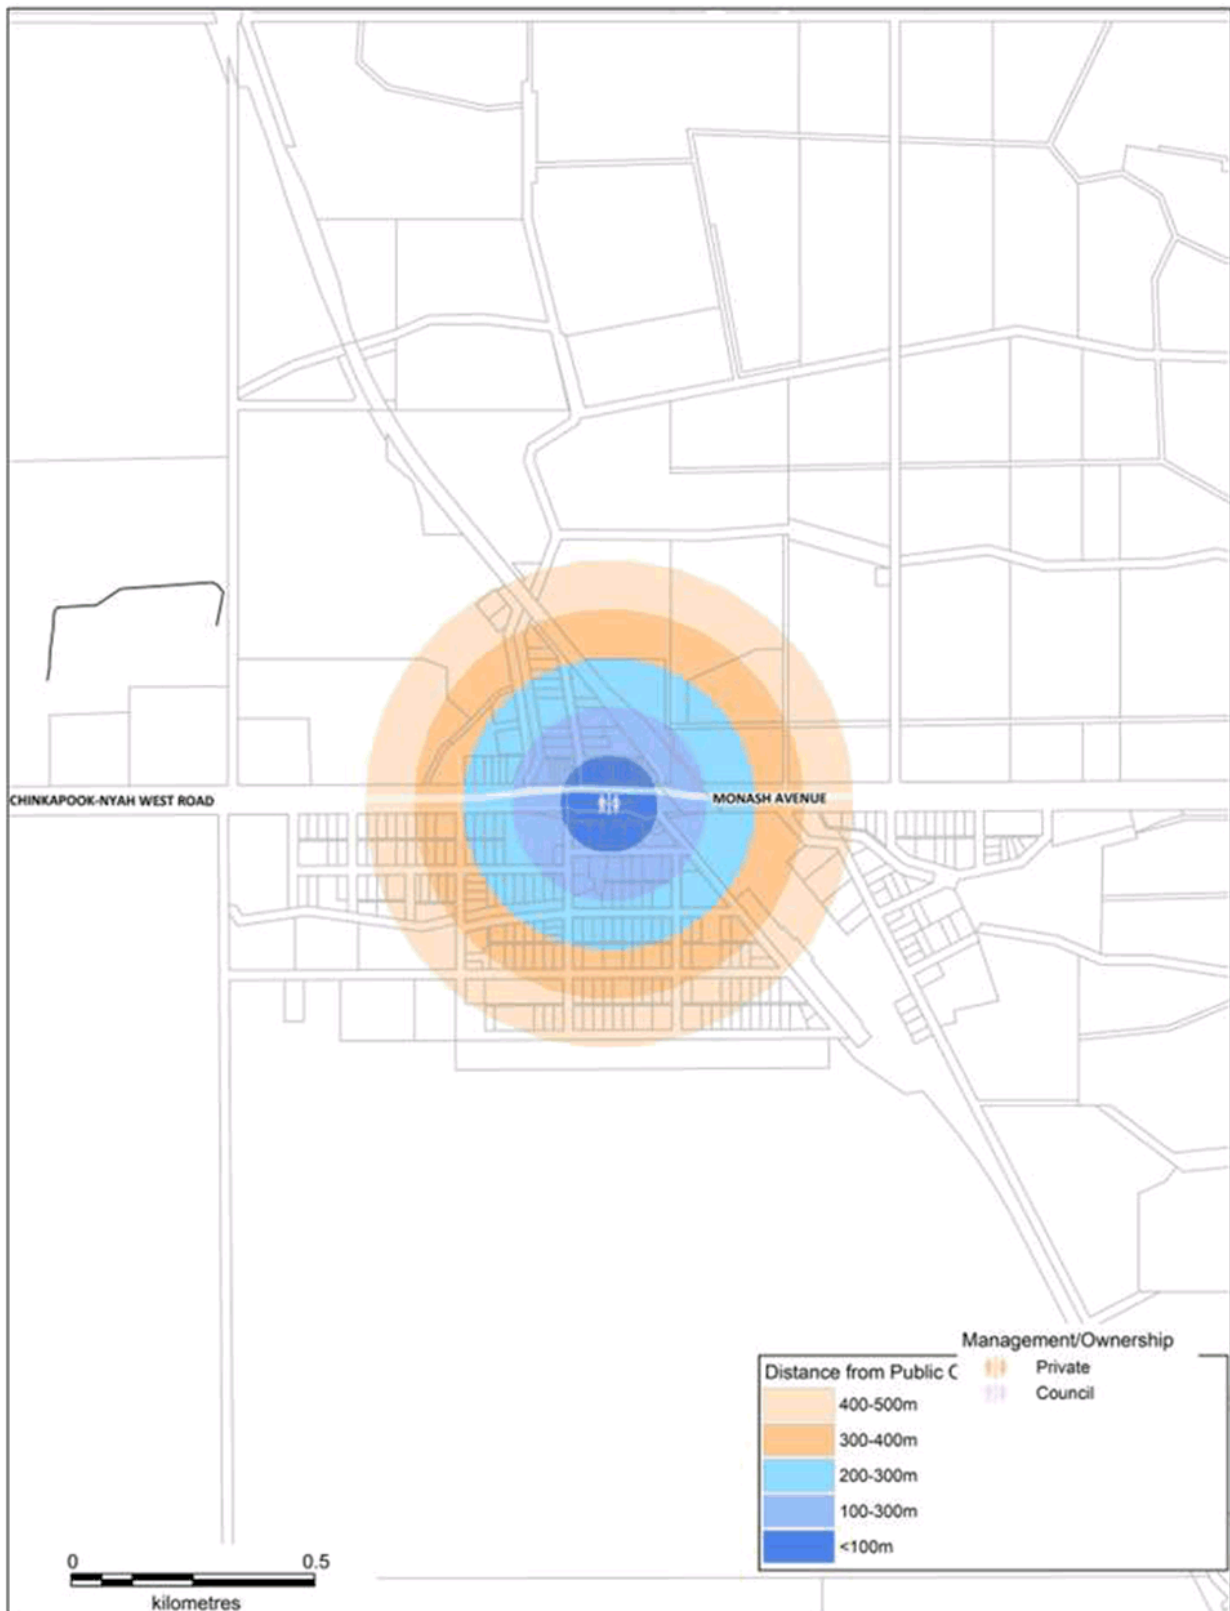 CHINKAPOOK-NYAH WEST ROAD
MONASH AVENUE
Management/Ownership
Private
Council
Distance from Public C
400-500m
300-400m
200-300m
100-300m
<100m
0 0.5
kilometres